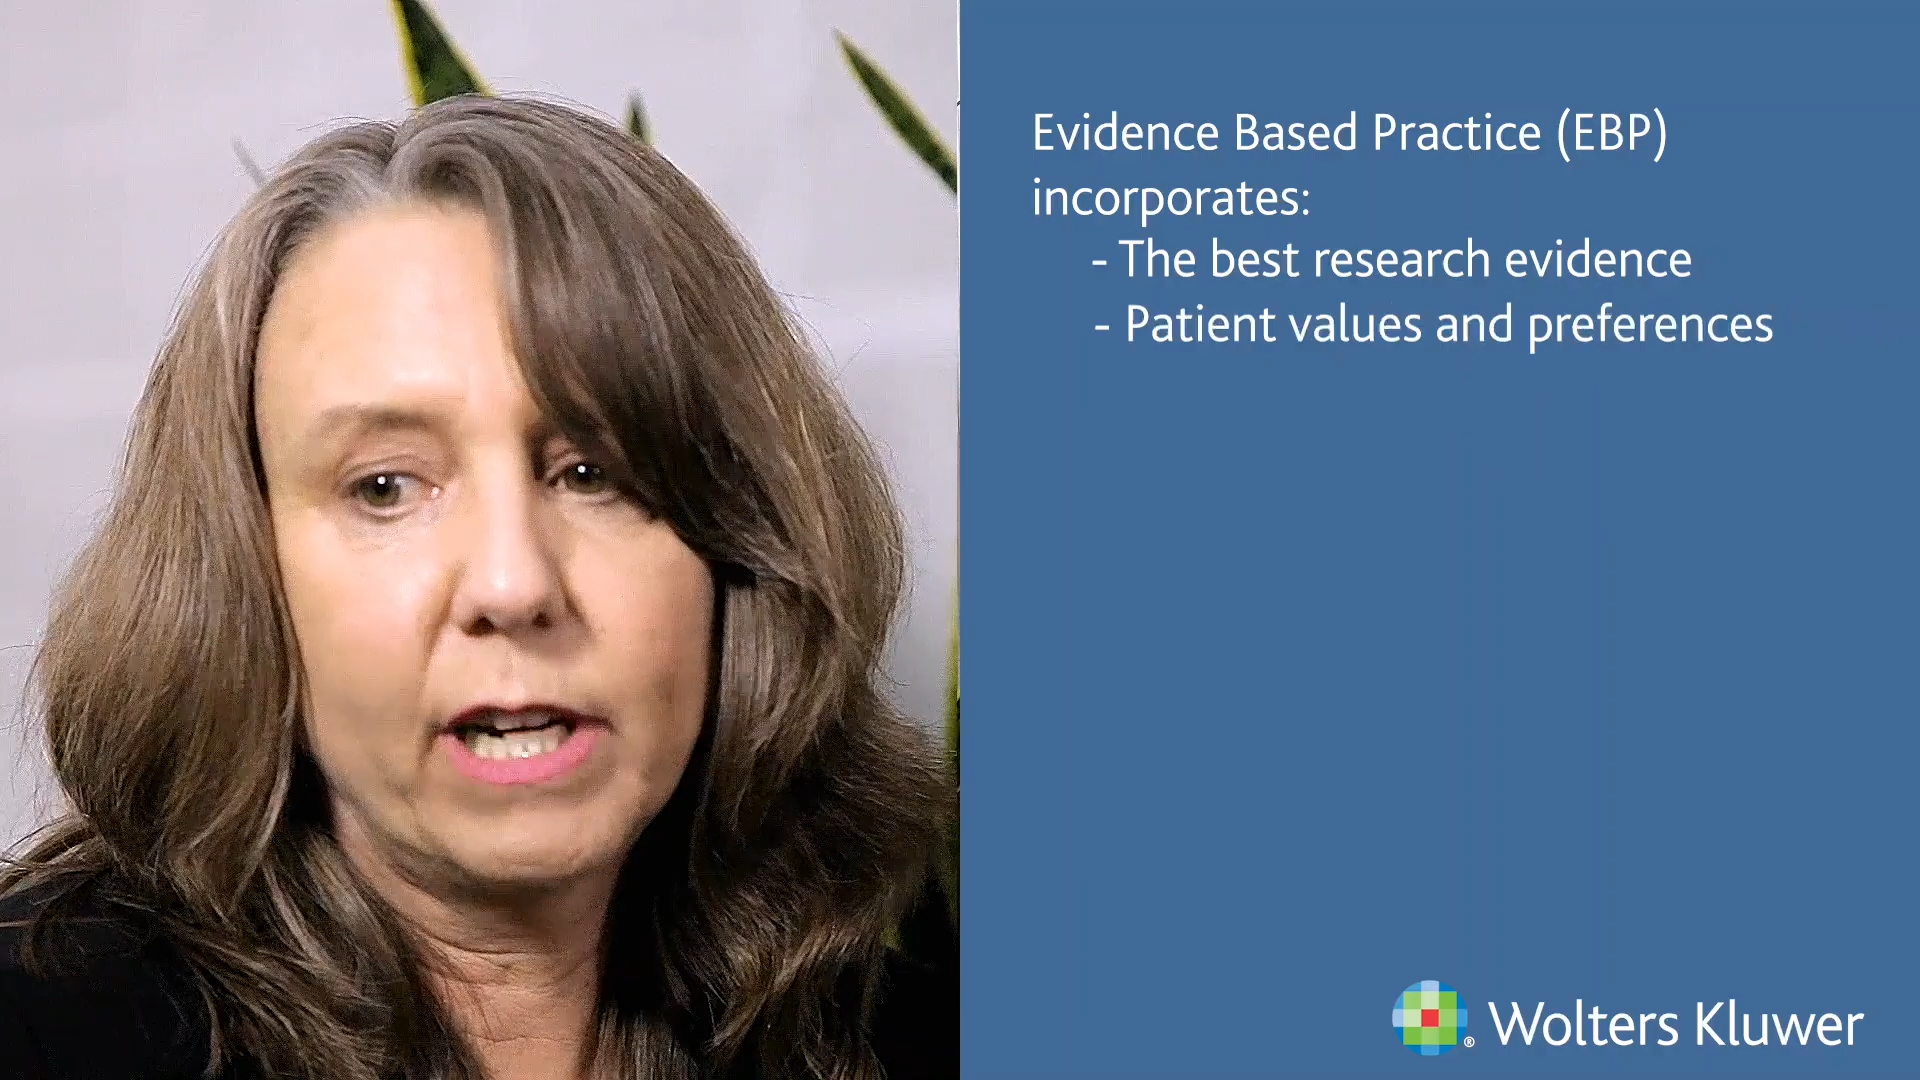 Evidence Based Practice (EBP)
incorporates:
- The best research evidence
- Patient values and preferences
® Wolters Kluwer